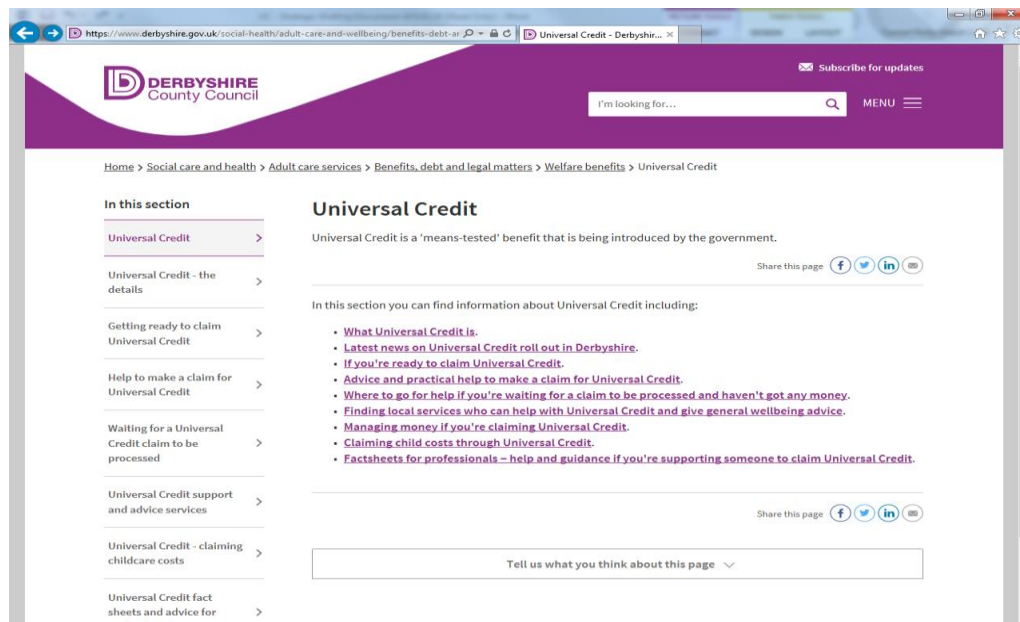 https://www.derbyshire.gov.uk/social-health/adult-care-and-wellbeing/benefits-debt-ar
Universal Credit - Derbyshir...
DERBYSHIRE
County Council
Subscribe for updates
I'm looking for...
MENU
Home > Social care and health > Adult care services > Benefits, debt and legal matters > Welfare benefits > Universal Credit
In this section
Universal Credit
Universal Credit - the
details
Getting ready to claim
Universal Credit
Help to make a claim for
Universal Credit
Waiting for a Universal
Credit claim to be
processed
Universal Credit support
and advice services
Universal Credit - claiming
childcare costs
Universal Credit fact
sheets and advice for
Universal Credit
Universal Credit is a 'means-tested' benefit that is being introduced by the government.
Share this page
In this section you can find information about Universal Credit including:
• What Universal Credit is.
• Latest news on Universal Credit roll out in Derbyshire.
• If you're ready to claim Universal Credit.
• Advice and practical help to make a claim for Universal Credit.
• Where to go for help if you're waiting for a claim to be processed and haven't got any money.
• Finding local services who can help with Universal Credit and give general wellbeing advice.
• Managing money if you're claiming Universal Credit.
• Claiming child costs through Universal Credit.
• Factsheets for professionals – help and guidance if you're supporting someone to claim Universal Credit.
Share this page
Tell us what you think about this page